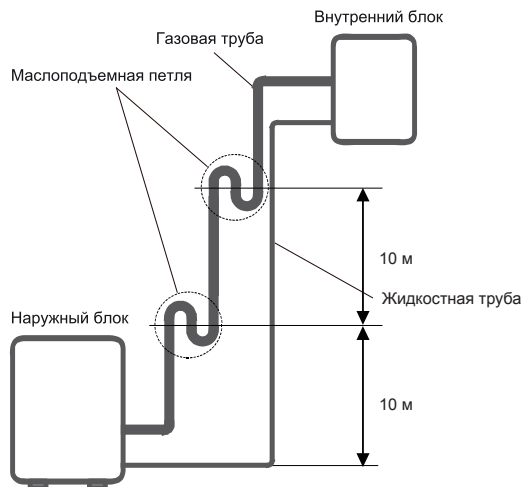 Внутренний блок
Газовая труба
Маслоподъемная петля
10 м
Жидкостная труба
Наружный блок
10 м